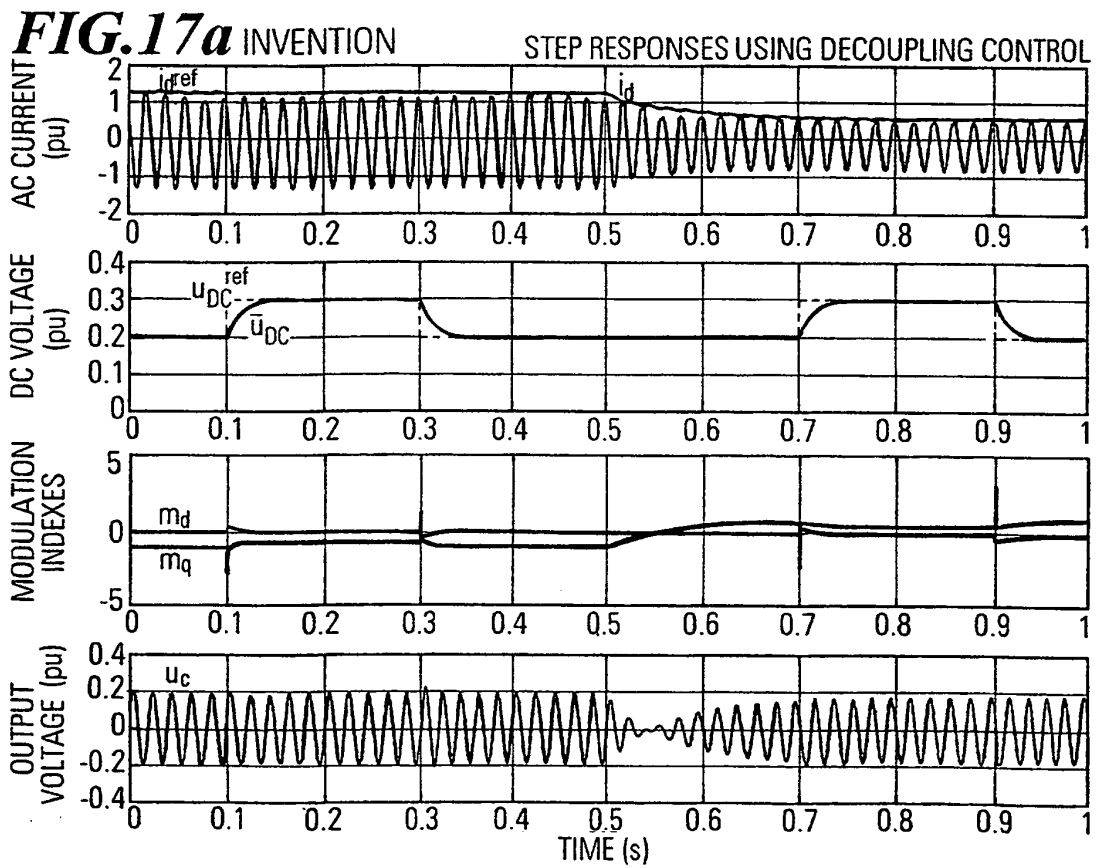 FIG.17a INVENTION STEP RESPONSES USING DECOUPLING CONTROL
AC CURRENT
(pu)
2
1
0
-1
-2
id ref
id
0 0.1 0.2 0.3 0.4 0.5 0.6 0.7 0.8 0.9 1
DC VOLTAGE
(pu)
0.4
0.3
0.2
0.1
0
uDC ref
ūDC
0 0.1 0.2 0.3 0.4 0.5 0.6 0.7 0.8 0.9 1
MODULATION
INDEXES
5
0
-5
md
mq
0 0.1 0.2 0.3 0.4 0.5 0.6 0.7 0.8 0.9 1
OUTPUT
VOLTAGE (pu)
0.4
0.2
0
-0.2
-0.4
uc
0 0.1 0.2 0.3 0.4 0.5 0.6 0.7 0.8 0.9 1
TIME (s)